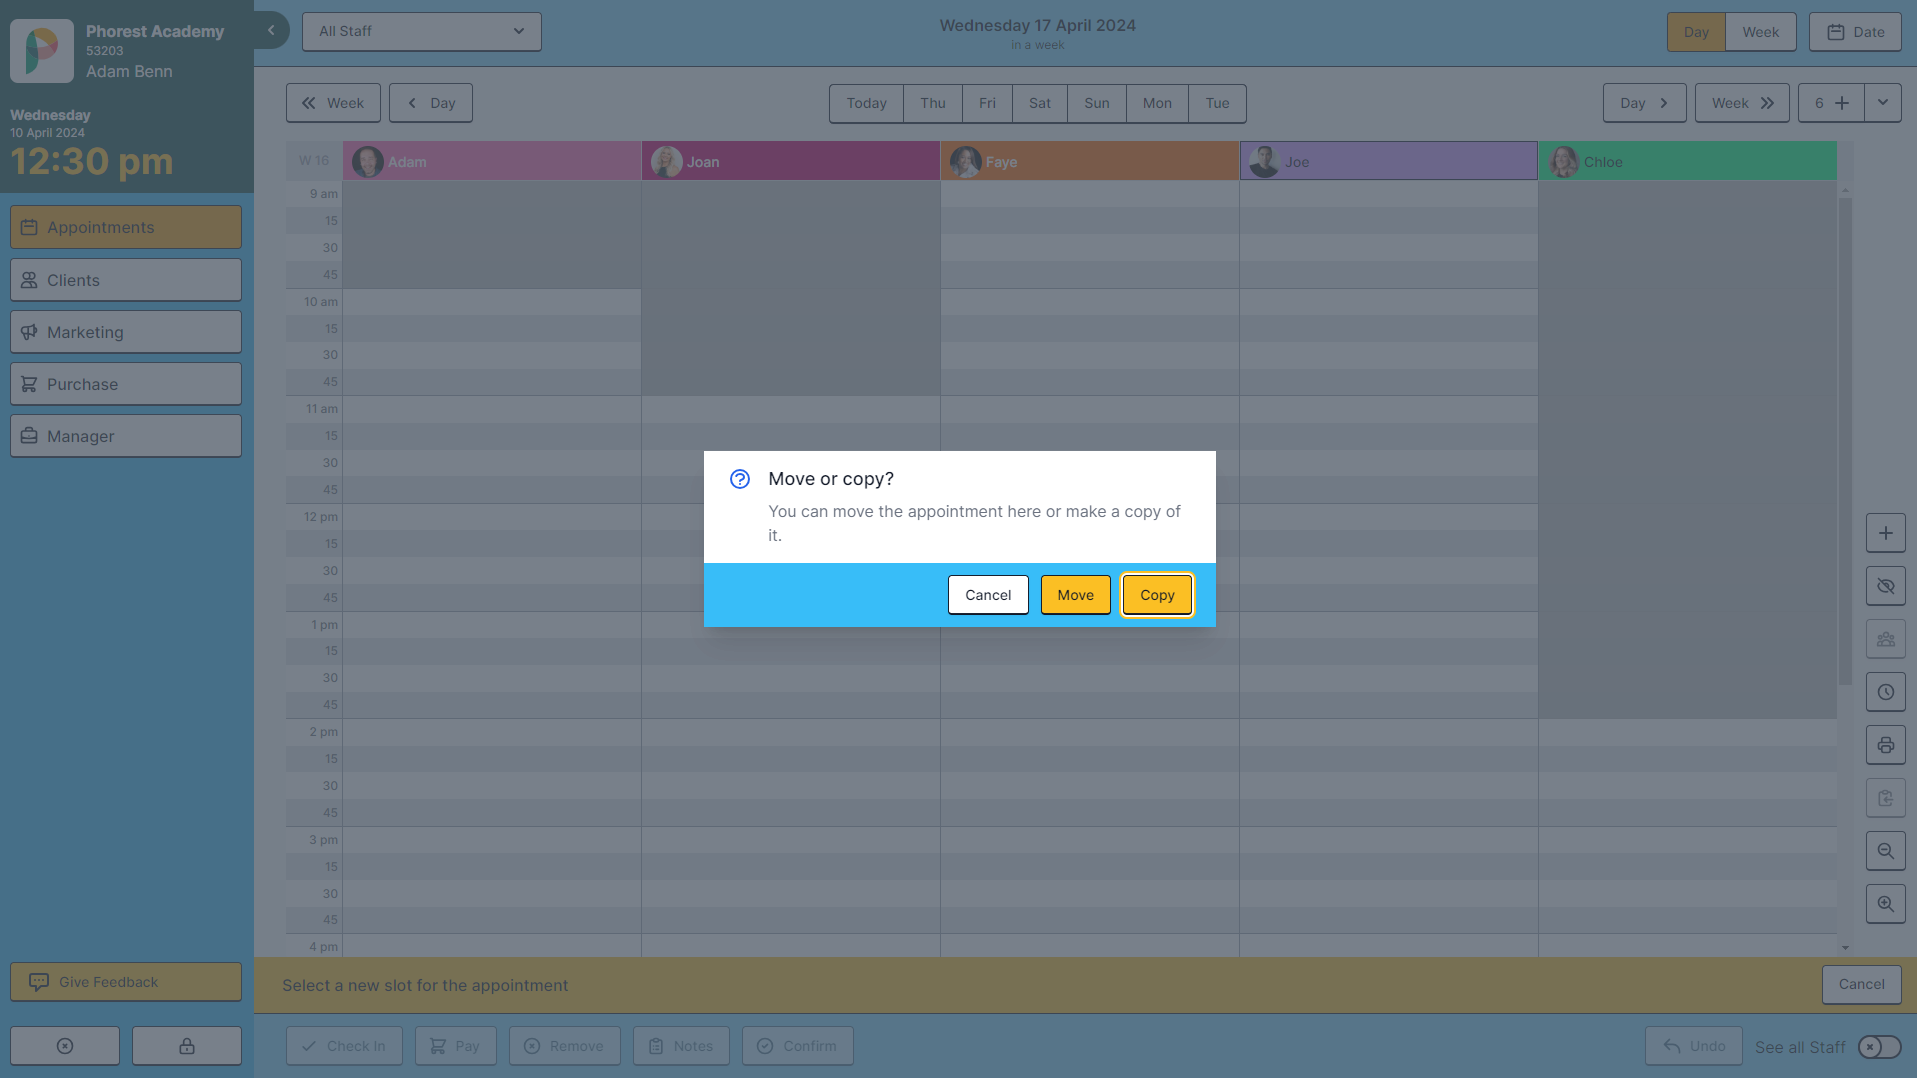 Phorest Academy
53203
Adam Benn
Wednesday
10 April 2024
12:30 pm
Appointments
Clients
Marketing
Purchase
Manager
Give Feedback
All Staff
Wednesday 17 April 2024
in a week
Day
Week
Date
Week
Day
Today
Thu
Fri
Sat
Sun
Mon
Tue
Day
Week
6
W 16
Adam
Joan
Faye
Joe
Chloe
9 am
15
30
45
10 am
15
30
45
11 am
15
30
45
12 pm
15
30
45
1 pm
15
30
45
2 pm
15
30
45
3 pm
15
30
45
4 pm
Move or copy?
You can move the appointment here or make a copy of
it.
Cancel
Move
Copy
Select a new slot for the appointment
Cancel
Check In
Pay
Remove
Notes
Confirm
Undo
See all Staff